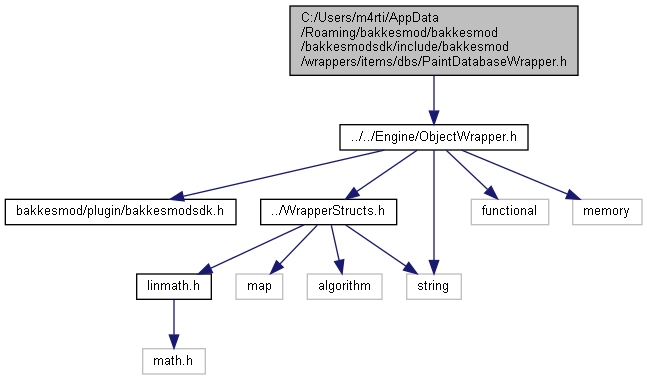 C:/Users/m4rti/AppData
/Roaming/bakkesmod/bakkesmod
/bakkesmodsdk/include/bakkesmod
/wrappers/items/dbs/PaintDatabaseWrapper.h
../../Engine/ObjectWrapper.h
bakkesmod/plugin/bakkesmodsdk.h
../WrapperStructs.h
functional
memory
linmath.h
map
algorithm
string
math.h